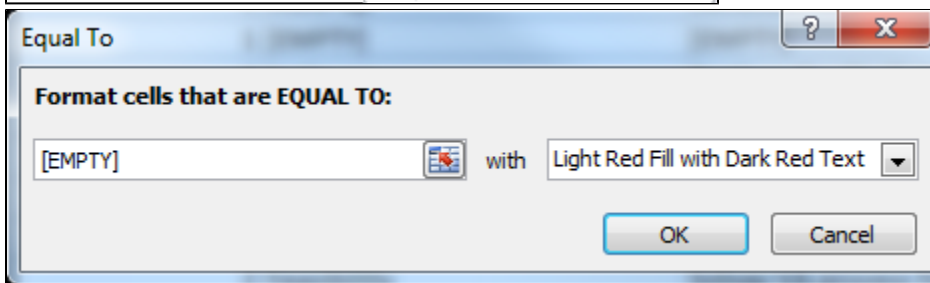 Equal To
Format cells that are EQUAL TO:
[EMPTY] with Light Red Fill with Dark Red Text
OK Cancel